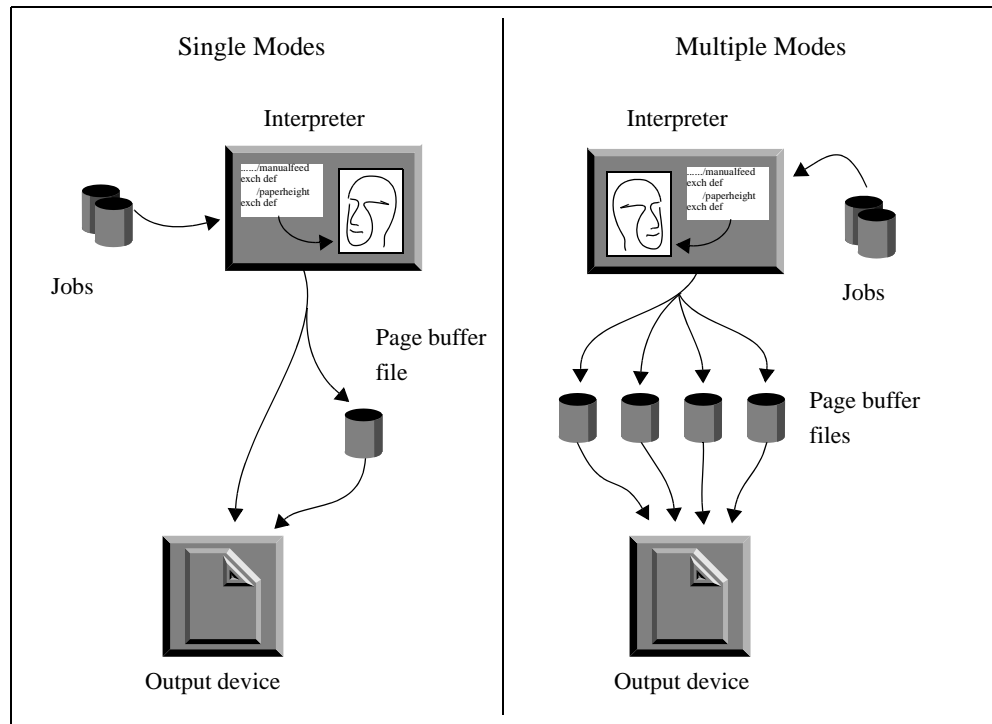 Single Modes
Interpreter
....../manualfeed
exch def
/paperheight
exch def
Jobs
Page buffer
file
Output device
Multiple Modes
Interpreter
....../manualfeed
exch def
/paperheight
exch def
Jobs
Page buffer
files
Output device